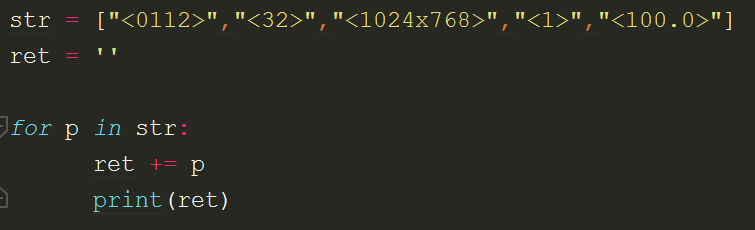 str = ["<0112>","<32>","<1024x768>","<1>","<100.0>"]
ret = ''
for p in str:
ret += p
print(ret)